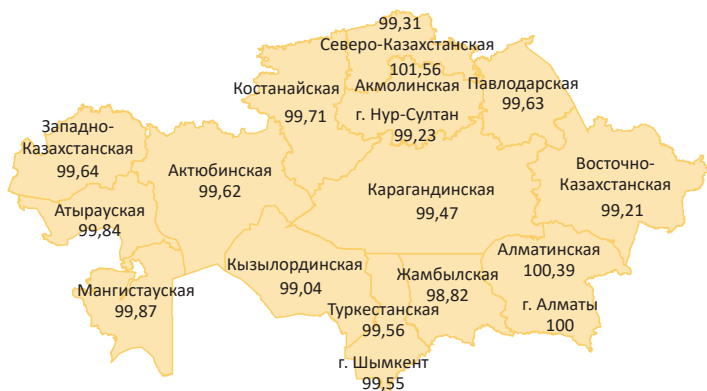 99,31
Северо-Казахстанская
101,56
Акмолинская
г. Нур-Султан
99,23
Костанайская
99,71
Павлодарская
99,63
Западно-
Казахстанская
99,64
Актюбинская
99,62
Карагандинская
99,47
Восточно-
Казахстанская
99,21
Атырауская
99,84
Мангистауская
99,87
Кызылординская
99,04
Жамбылская
98,82
Алматинская
100,39
г. Алматы
100
Туркестанская
99,56
г. Шымкент
99,55